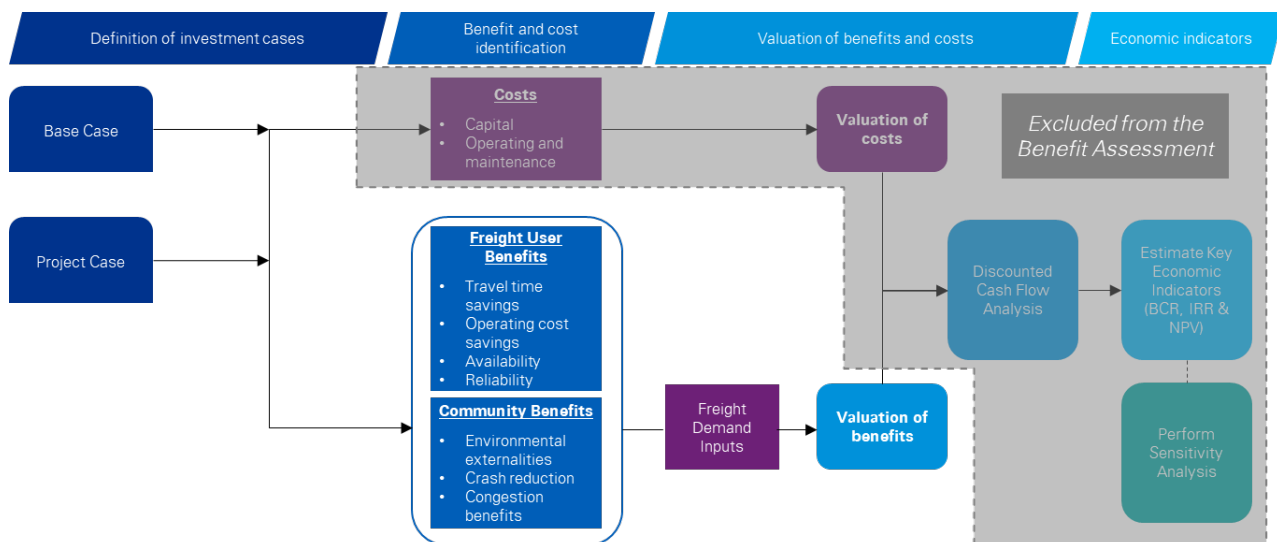 Definition of investment cases
Benefit and cost
identification
Valuation of benefits and costs
Economic indicators
Base Case
Costs
• Capital
• Operating and
maintenance
Valuation of
costs
Excluded from the
Benefit Assessment
Project Case
Freight User
Benefits
• Travel time
savings
• Operating cost
savings
• Availability
• Reliability
Discounted
Cash Flow
Analysis
Estimate Key
Economic
Indicators
(BCR, IRR &
NPV)
Community Benefits
• Environmental
externalities
• Crash reduction
• Congestion
benefits
Freight
Demand
Inputs
Valuation of
benefits
Perform
Sensitivity
Analysis